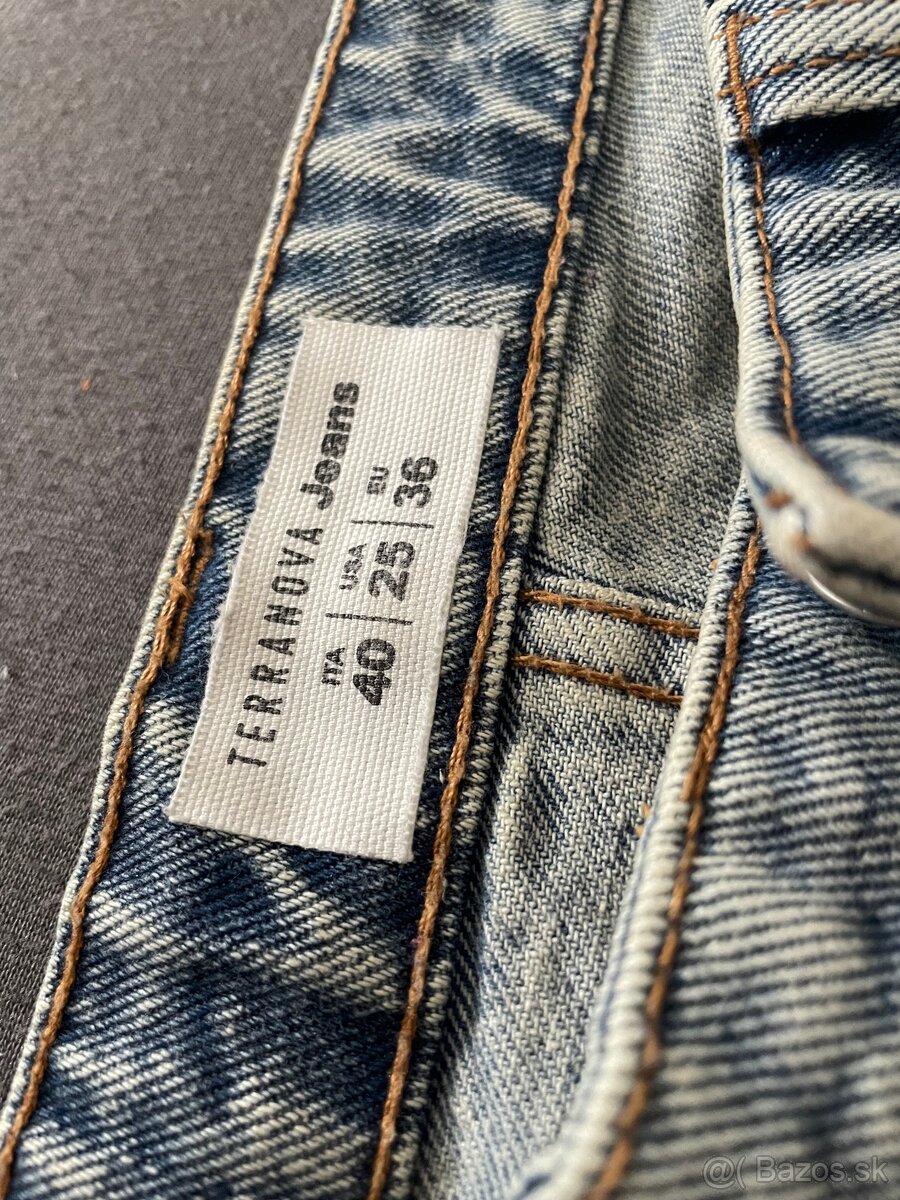 TERRANOVA Jeans
ITA USA EU
40 | 25 | 36
@( Bazos.sk